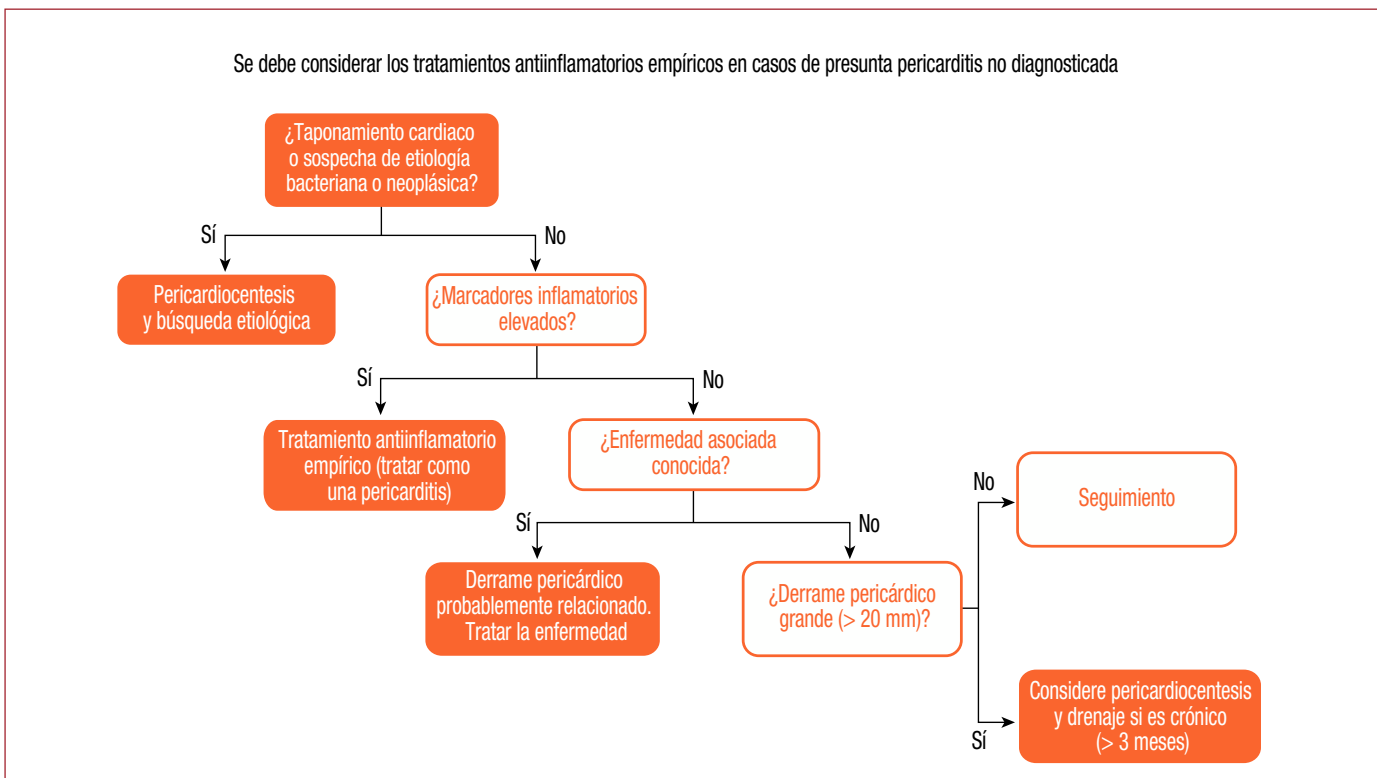 Se debe considerar los tratamientos antiinflamatorios empíricos en casos de presunta pericarditis no diagnosticada
¿Taponamiento cardiaco
o sospecha de etiología
bacteriana o neoplásica?
Sí
No
Pericardiocentesis
y búsqueda etiológica
¿Marcadores inflamatorios
elevados?
Sí
No
Tratamiento antiinflamatorio
empírico (tratar como
una pericarditis)
¿Enfermedad asociada
conocida?
Sí
No
Derrame pericárdico
probablemente relacionado.
Tratar la enfermedad
¿Derrame pericárdico
grande (> 20 mm)?
No
Seguimiento
Sí
Considere pericardiocentesis
y drenaje si es crónico
(> 3 meses)